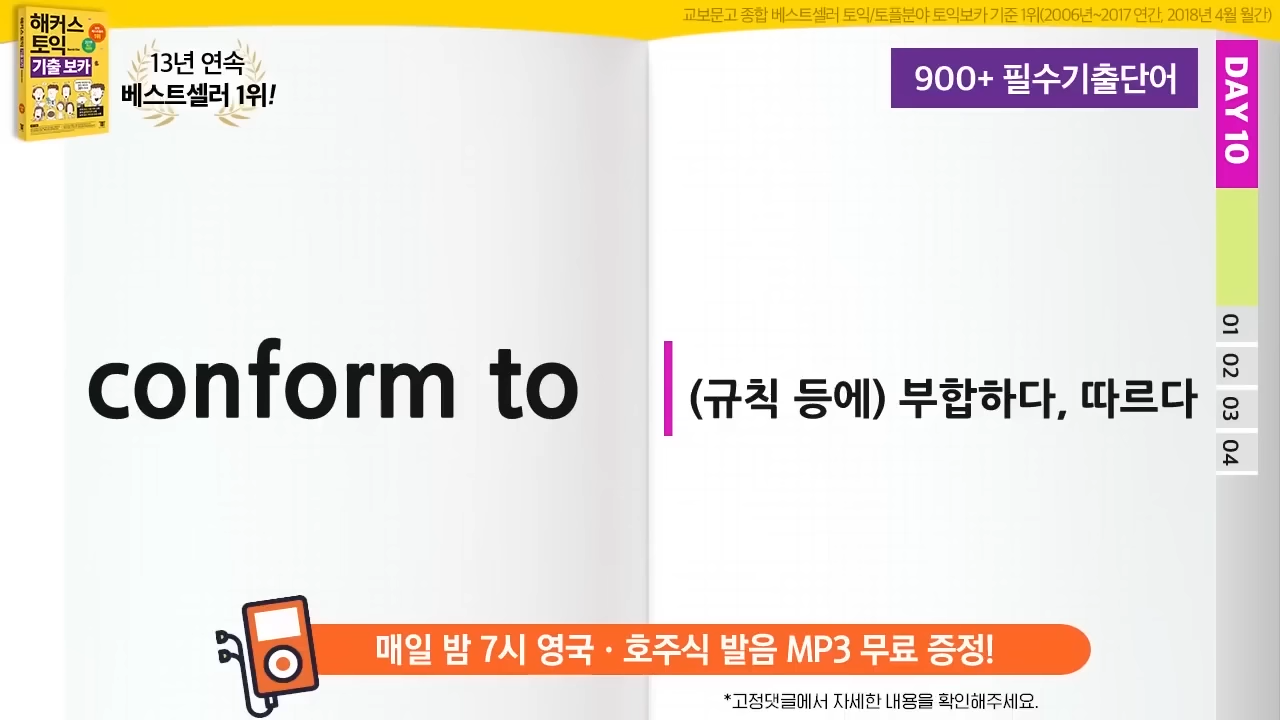 교보문고 종합 베스트셀러 토익/토플분야 토익보카 기준 1위(2006년~2017 연간, 2018년 4월 월간)
해커스
토익
기출 보카
13년 연속
베스트셀러 1위!
900+ 필수기출단어
DAY 10
01
02
03
04
conform to
(규칙 등에) 부합하다, 따르다
매일 밤 7시 영국 · 호주식 발음 MP3 무료 증정!
*고정댓글에서 자세한 내용을 확인해주세요.